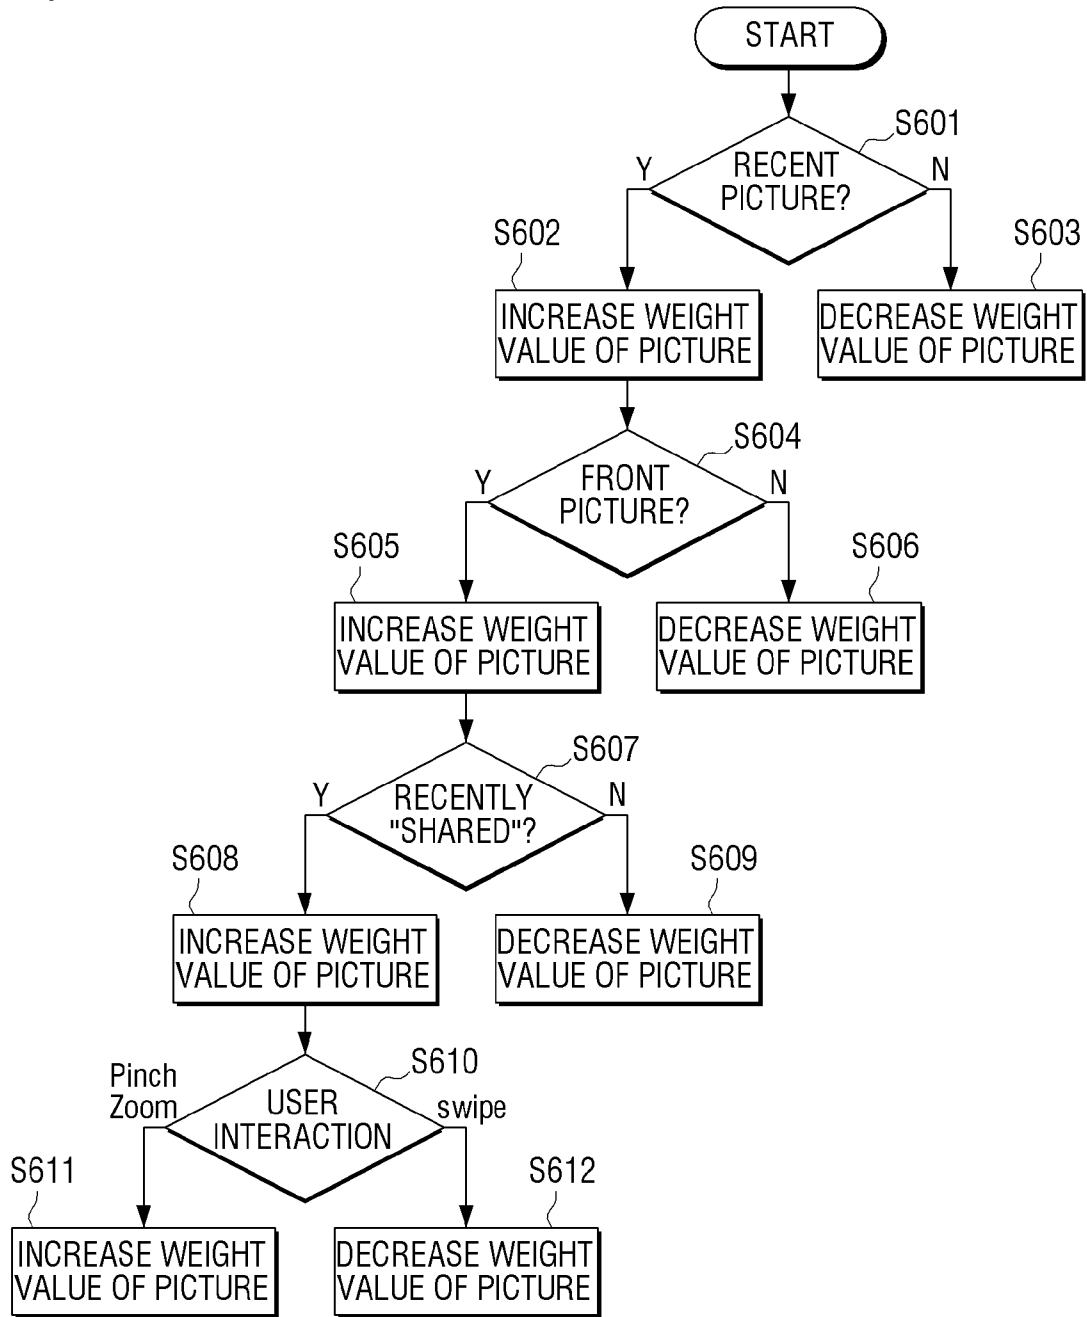 START
S601
Y
RECENT
PICTURE?
N
S602
S603
INCREASE WEIGHT
VALUE OF PICTURE
DECREASE WEIGHT
VALUE OF PICTURE
S604
Y
FRONT
PICTURE?
N
S605
S606
INCREASE WEIGHT
VALUE OF PICTURE
DECREASE WEIGHT
VALUE OF PICTURE
S607
Y
RECENTLY
"SHARED"?
N
S608
S609
INCREASE WEIGHT
VALUE OF PICTURE
DECREASE WEIGHT
VALUE OF PICTURE
S610
Pinch
Zoom
USER
INTERACTION
swipe
S611
S612
INCREASE WEIGHT
VALUE OF PICTURE
DECREASE WEIGHT
VALUE OF PICTURE